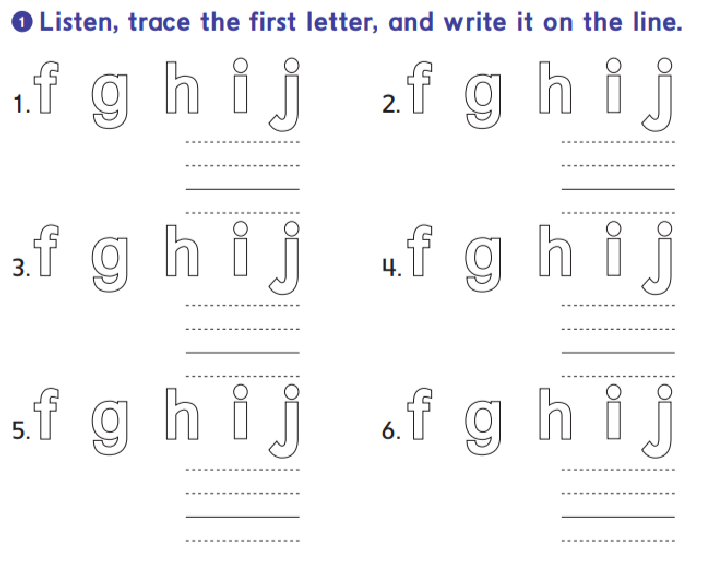 1 Listen, trace the first letter, and write it on the line.
1. f g h i j
2. f g h i j
3. f g h i j
4. f g h i j
5. f g h i j
6. f g h i j